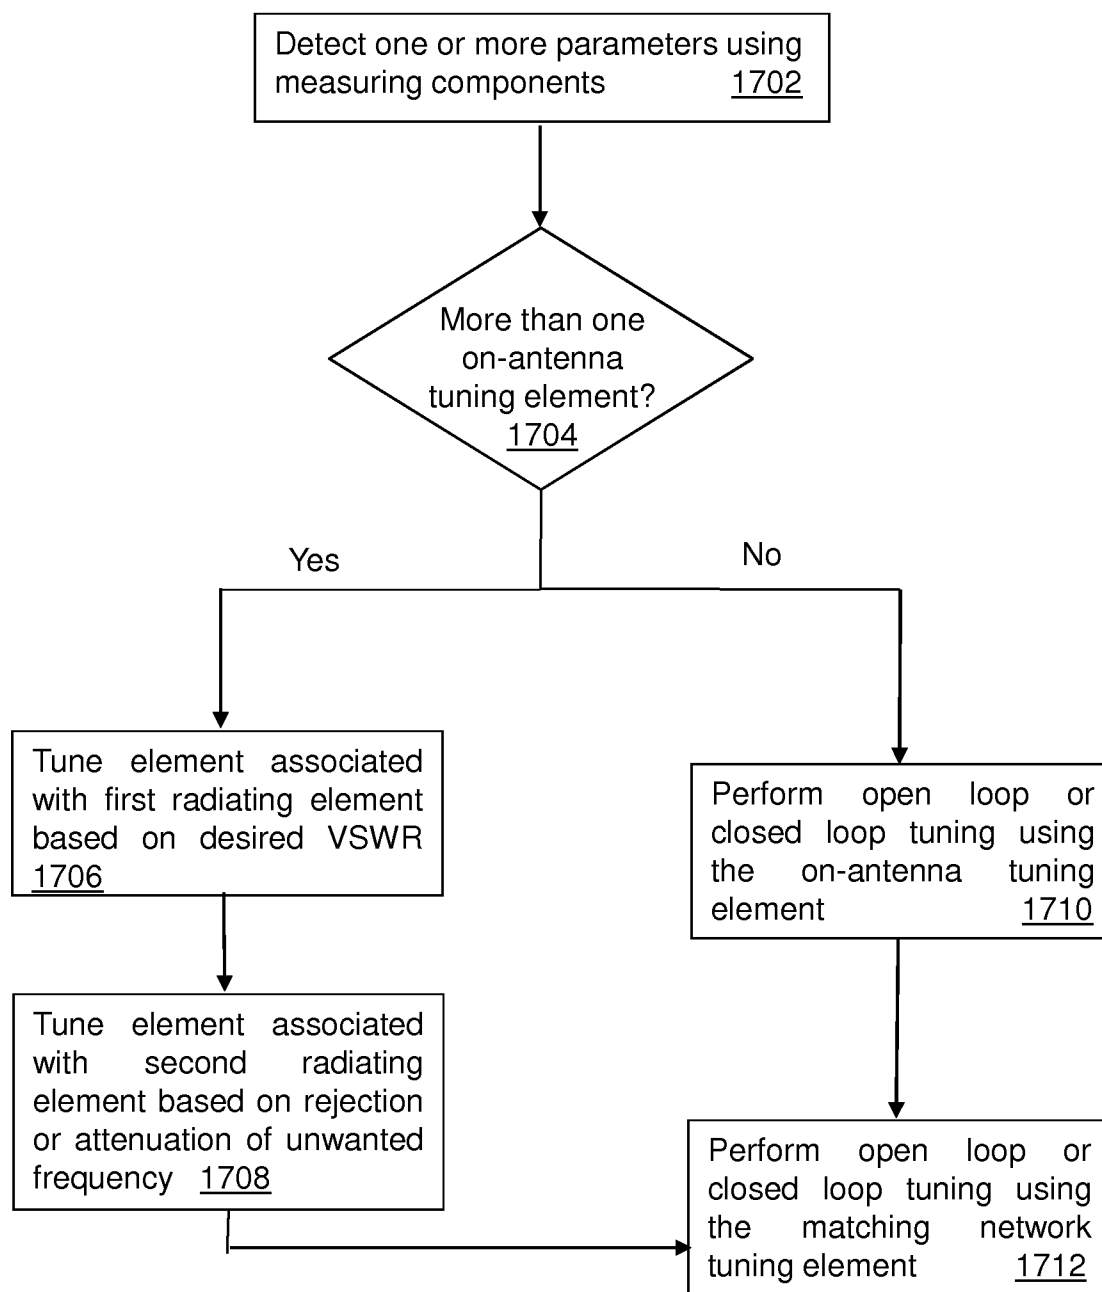 Detect one or more parameters using
measuring components 1702
More than one
on-antenna
tuning element?
1704
Yes
No
Tune element associated
with first radiating element
based on desired VSWR
1706
Perform open loop or
closed loop tuning using
the on-antenna tuning
element 1710
Tune element associated
with second radiating
element based on rejection
or attenuation of unwanted
frequency 1708
Perform open loop or
closed loop tuning using
the matching network
tuning element 1712